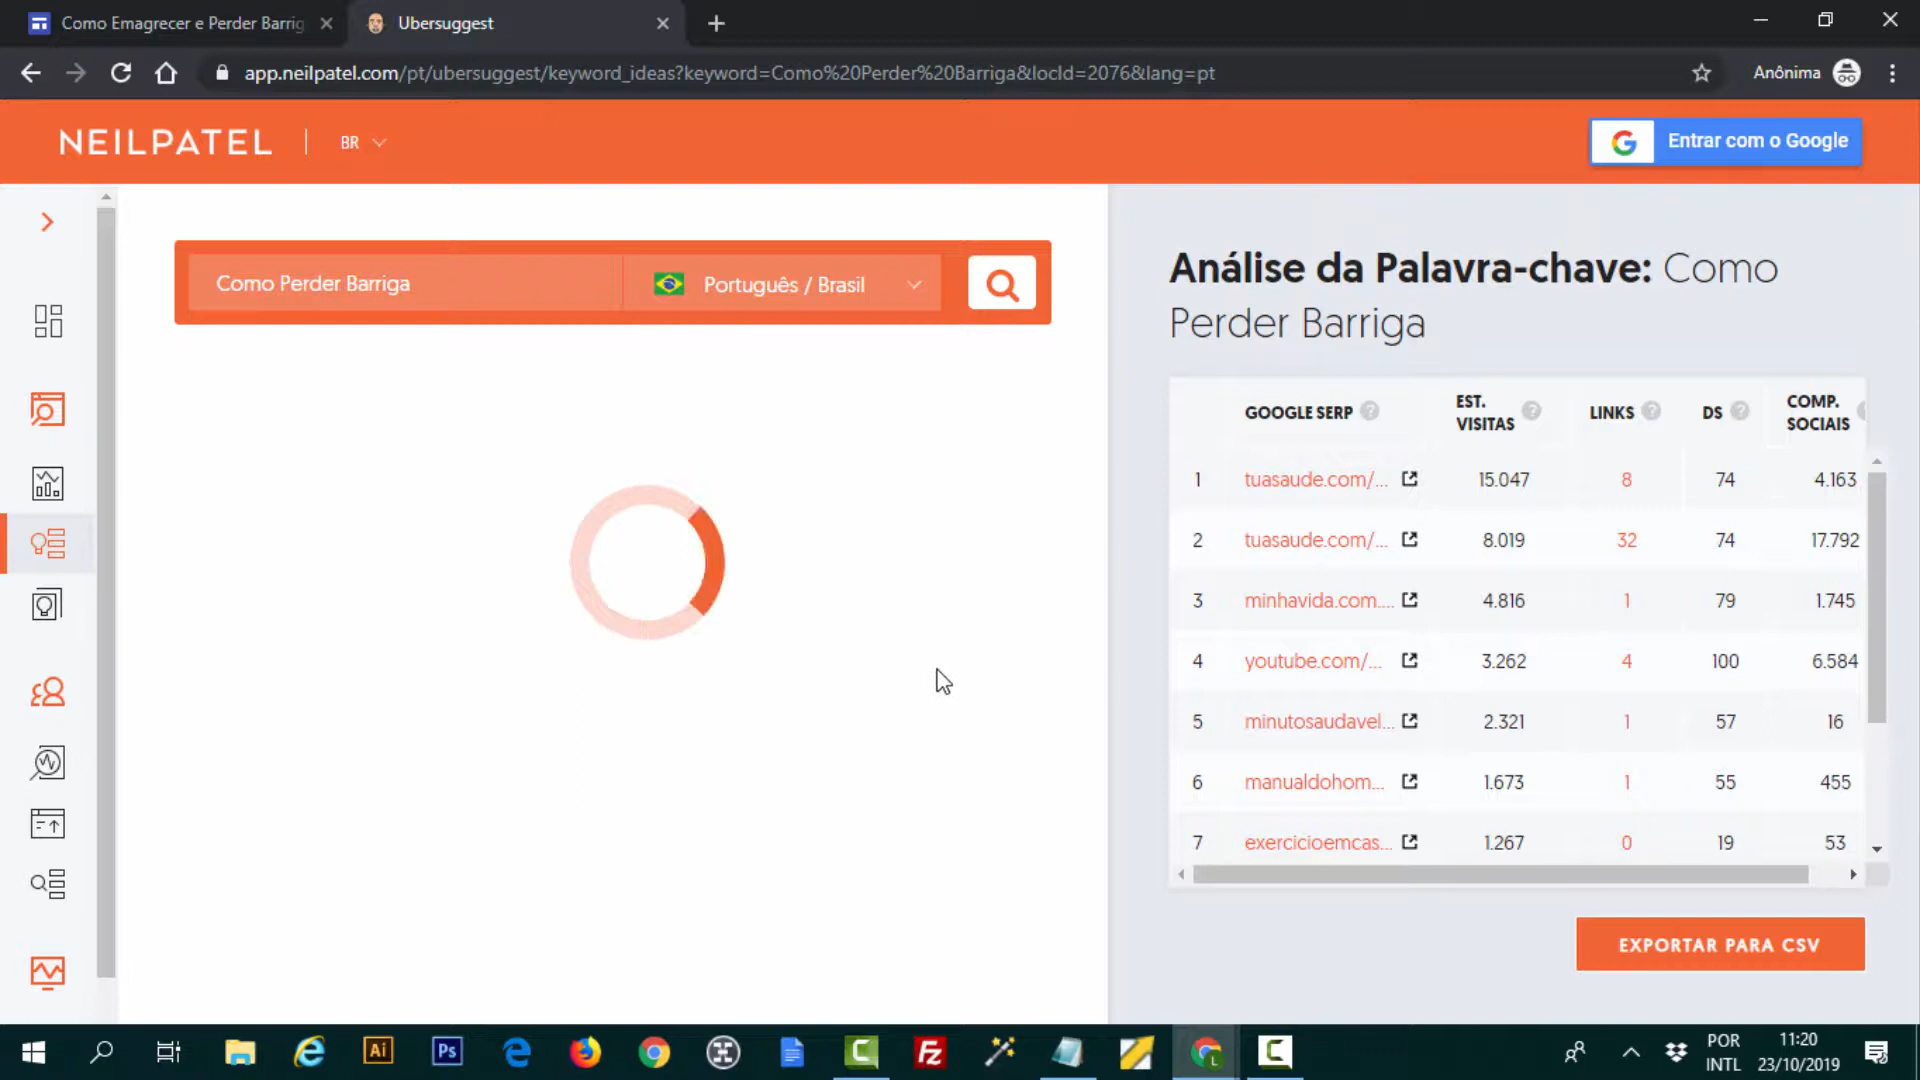 Como Emagrecer e Perder Barrig
Ubersuggest
app.neilpatel.com/pt/ubersuggest/keyword_ideas?keyword=Como%20Perder%20Barriga&locId=2076&lang=pt
Anônima
NEILPATEL
BR
Entrar com o Google
Como Perder Barriga
Português / Brasil
Análise da Palavra-chave: Como
Perder Barriga
GOOGLE SERP ? EST. VISITAS ? LINKS ? DS ? COMP. SOCIAIS
1 tuasaude.com/... 15.047 8 74 4.163
2 tuasaude.com/... 8.019 32 74 17.792
3 minhavida.com.... 4.816 1 79 1.745
4 youtube.com/... 3.262 4 100 6.584
5 minutosaudavel... 2.321 1 57 16
6 manualdohom... 1.673 1 55 455
7 exercicioemcas... 1.267 0 19 53
EXPORTAR PARA CSV
Ai
Ps
Fz
L
POR
INTL
11:20
23/10/2019